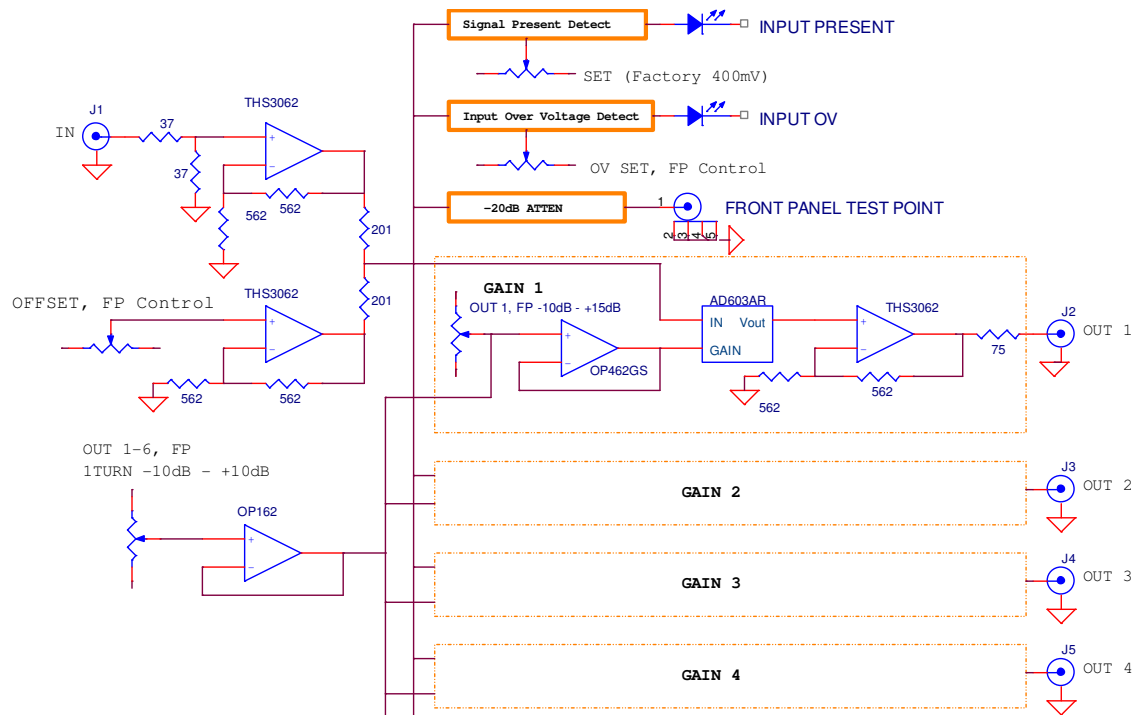 Signal Present Detect
INPUT PRESENT
SET (Factory 400mV)
J1
IN
37
37
THS3062
+
−
562
562
201
Input Over Voltage Detect
INPUT OV
OV SET, FP Control
-20dB ATTEN
1
2
3
4
5
FRONT PANEL TEST POINT
OFFSET, FP Control
THS3062
+
−
201
562
562
GAIN 1
OUT 1, FP -10dB - +15dB
+
−
OP462GS
AD603AR
IN
Vout
GAIN
THS3062
+
−
562
562
75
J2
OUT 1
OUT 1-6, FP
1TURN -10dB - +10dB
OP162
+
−
GAIN 2
J3
OUT 2
GAIN 3
J4
OUT 3
GAIN 4
J5
OUT 4